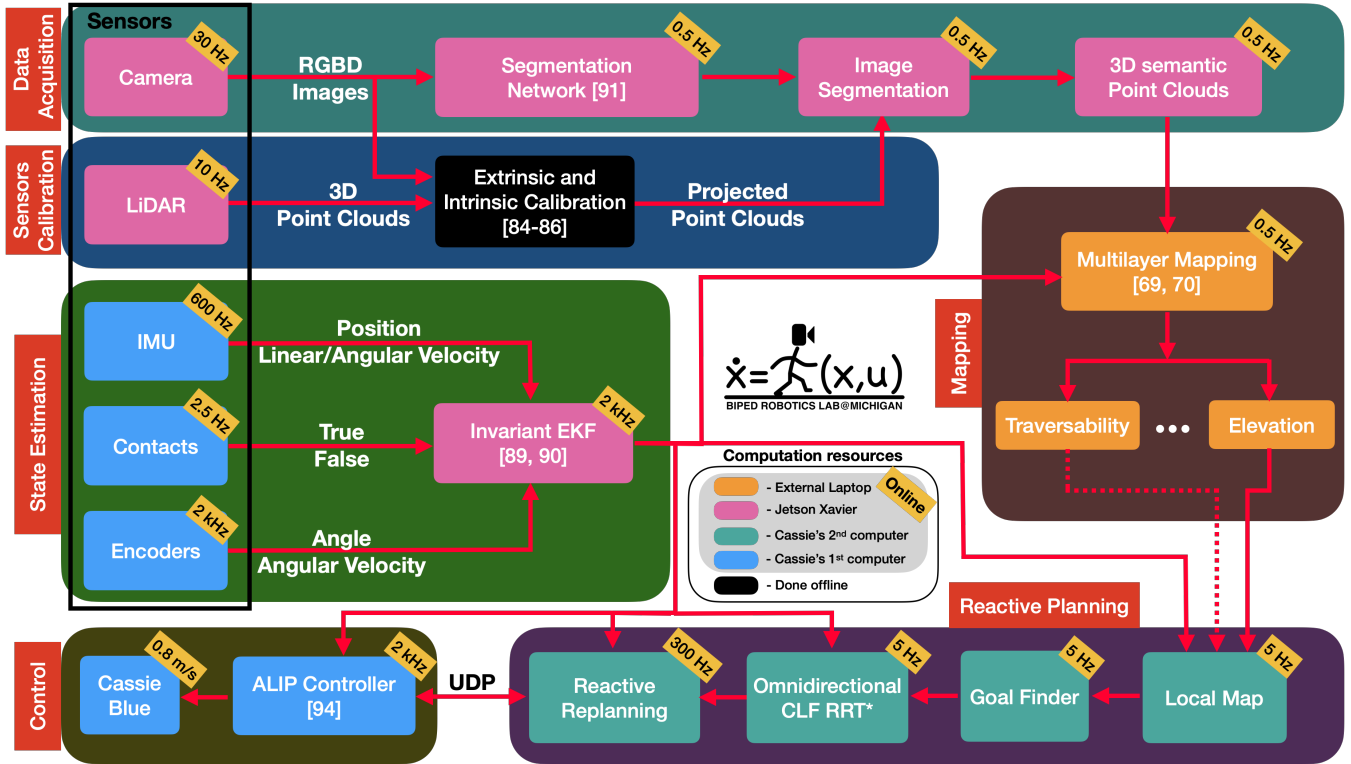 Data
Acquisition
Sensors
Camera
30 Hz
RGBD
Images
Segmentation
Network [91]
0.5 Hz
Image
Segmentation
0.5 Hz
3D semantic
Point Clouds
0.5 Hz
Sensors
Calibration
LiDAR
10 Hz
3D
Point Clouds
Extrinsic and
Intrinsic Calibration
[84-86]
Projected
Point Clouds
State Estimation
IMU
600 Hz
Position
Linear/Angular Velocity
Contacts
2.5 Hz
True
False
Invariant EKF
[89, 90]
2 kHz
Encoders
2 kHz
Angle
Angular Velocity
Mapping
Multilayer Mapping
[69, 70]
0.5 Hz
Traversability
...
Elevation
ẋ= (x,u)
BIPED ROBOTICS LAB@MICHIGAN
Computation resources
Online
- External Laptop
- Jetson Xavier
- Cassie's 2nd computer
- Cassie's 1st computer
- Done offline
Control
Cassie
Blue
0.8 m/s
ALIP Controller
[94]
2 kHz
UDP
Reactive Planning
Reactive
Replanning
300 Hz
Omnidirectional
CLF RRT*
5 Hz
Goal Finder
5 Hz
Local Map
5 Hz